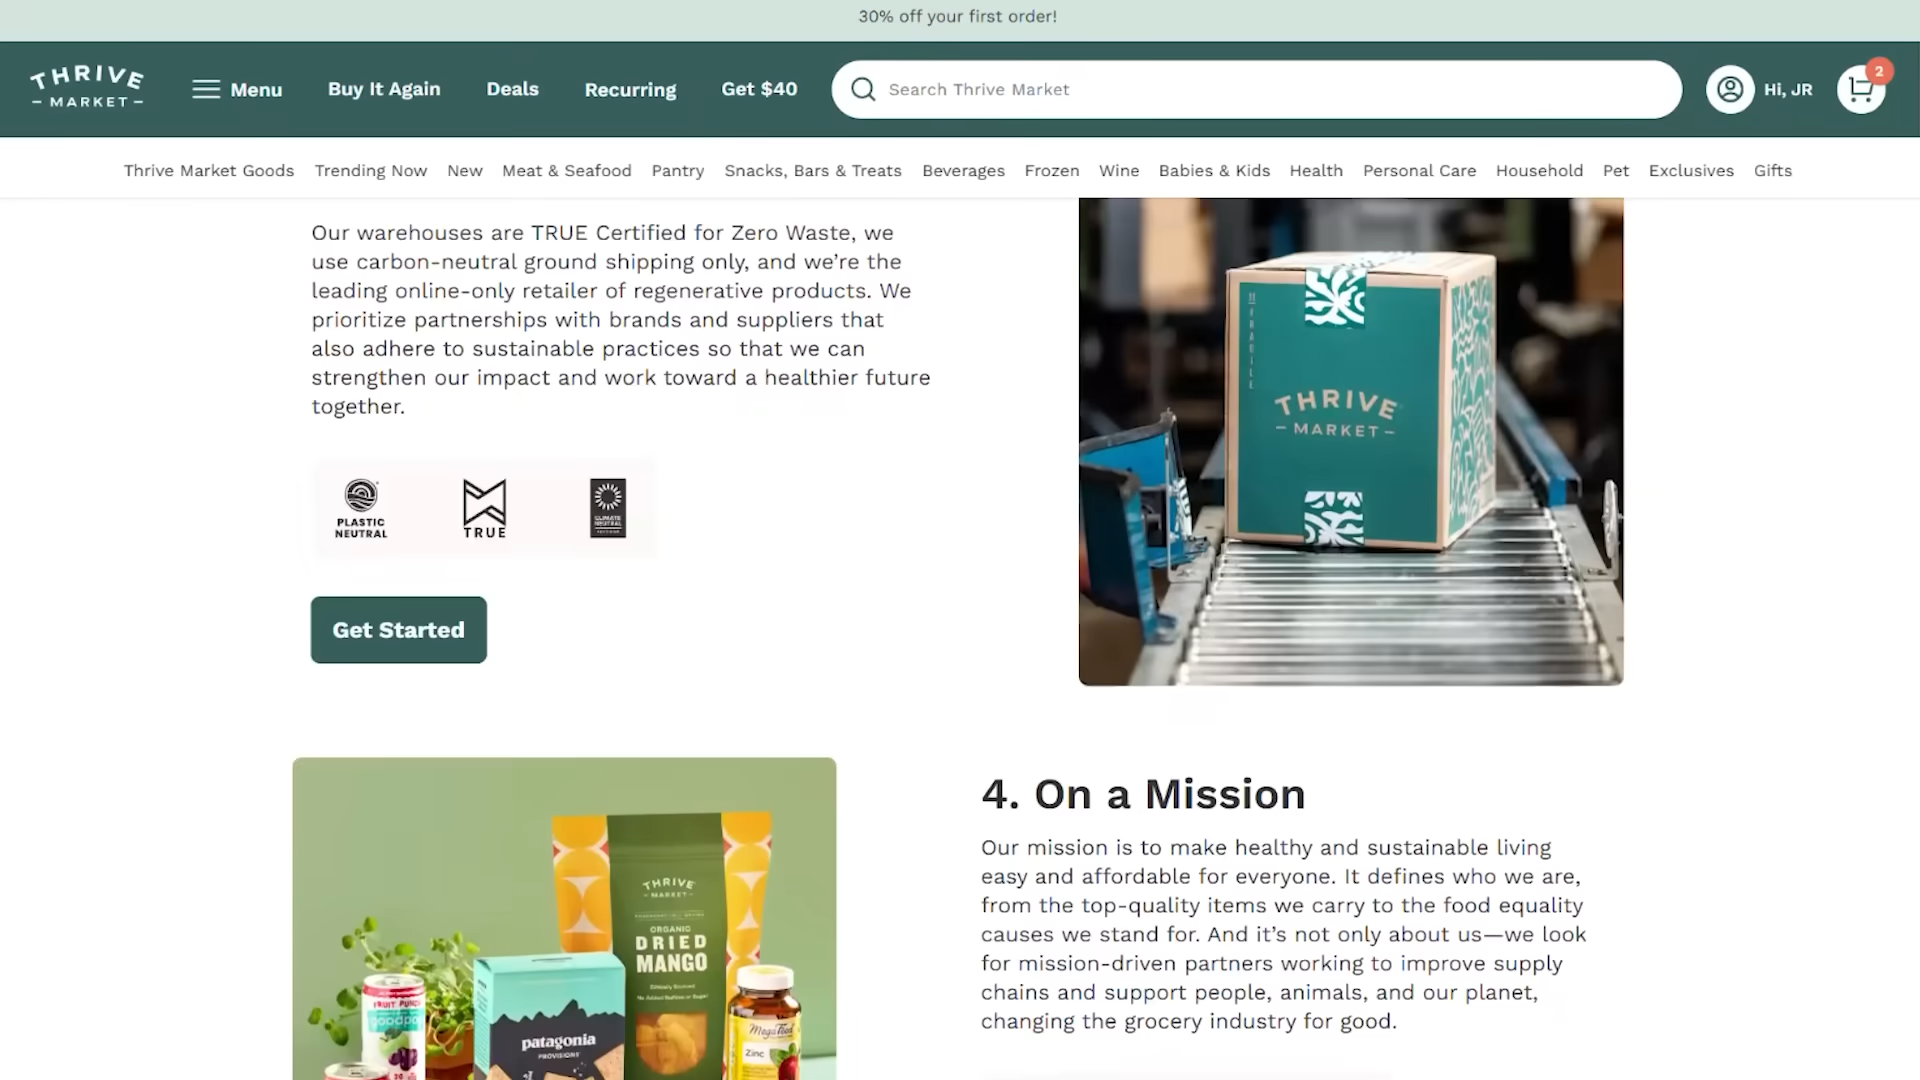 30% off your first order!
THRIVE
MARKET
Menu
Buy It Again
Deals
Recurring
Get $40
Search Thrive Market
Hi, JR
2
Thrive Market Goods
Trending Now
New
Meat & Seafood
Pantry
Snacks, Bars & Treats
Beverages
Frozen
Wine
Babies & Kids
Health
Personal Care
Household
Pet
Exclusives
Gifts
Our warehouses are TRUE Certified for Zero Waste, we
use carbon-neutral ground shipping only, and we’re the
leading online-only retailer of regenerative products. We
prioritize partnerships with brands and suppliers that
also adhere to sustainable practices so that we can
strengthen our impact and work toward a healthier future
together.
PLASTIC
NEUTRAL
TRUE
CLIMATE
NEUTRAL
Get Started
FRAGILE
THRIVE
MARKET
4. On a Mission
Our mission is to make healthy and sustainable living
easy and affordable for everyone. It defines who we are,
from the top-quality items we carry to the food equality
causes we stand for. And it’s not only about us—we look
for mission-driven partners working to improve supply
chains and support people, animals, and our planet,
changing the grocery industry for good.
THRIVE
MARKET
ORGANIC
DRIED
MANGO
FRUIT PUNCH
patagonia
PROVISIONS
MegaFood
Zinc